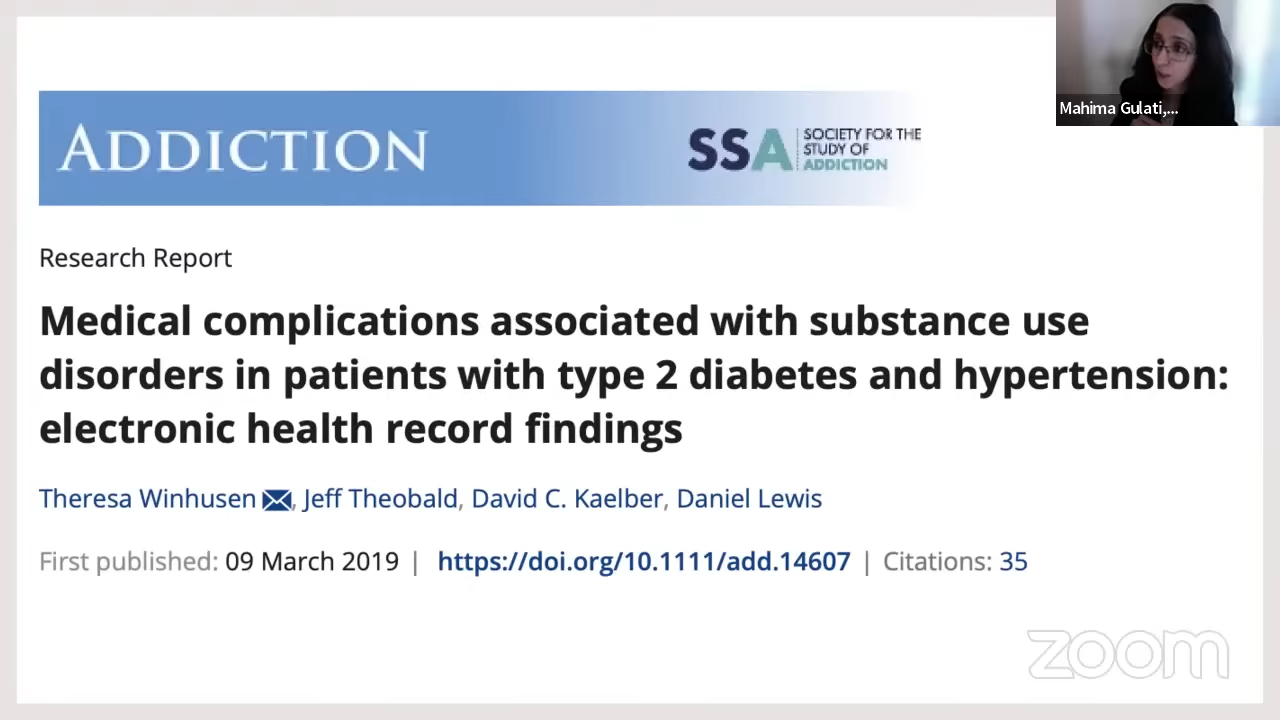 ADDICTION
SSA
SOCIETY FOR THE
STUDY OF
ADDICTION
Mahima Gulati,...
Research Report
Medical complications associated with substance use
disorders in patients with type 2 diabetes and hypertension:
electronic health record findings
Theresa Winhusen, Jeff Theobald, David C. Kaelber, Daniel Lewis
First published: 09 March 2019 | https://doi.org/10.1111/add.14607 | Citations: 35
zoom